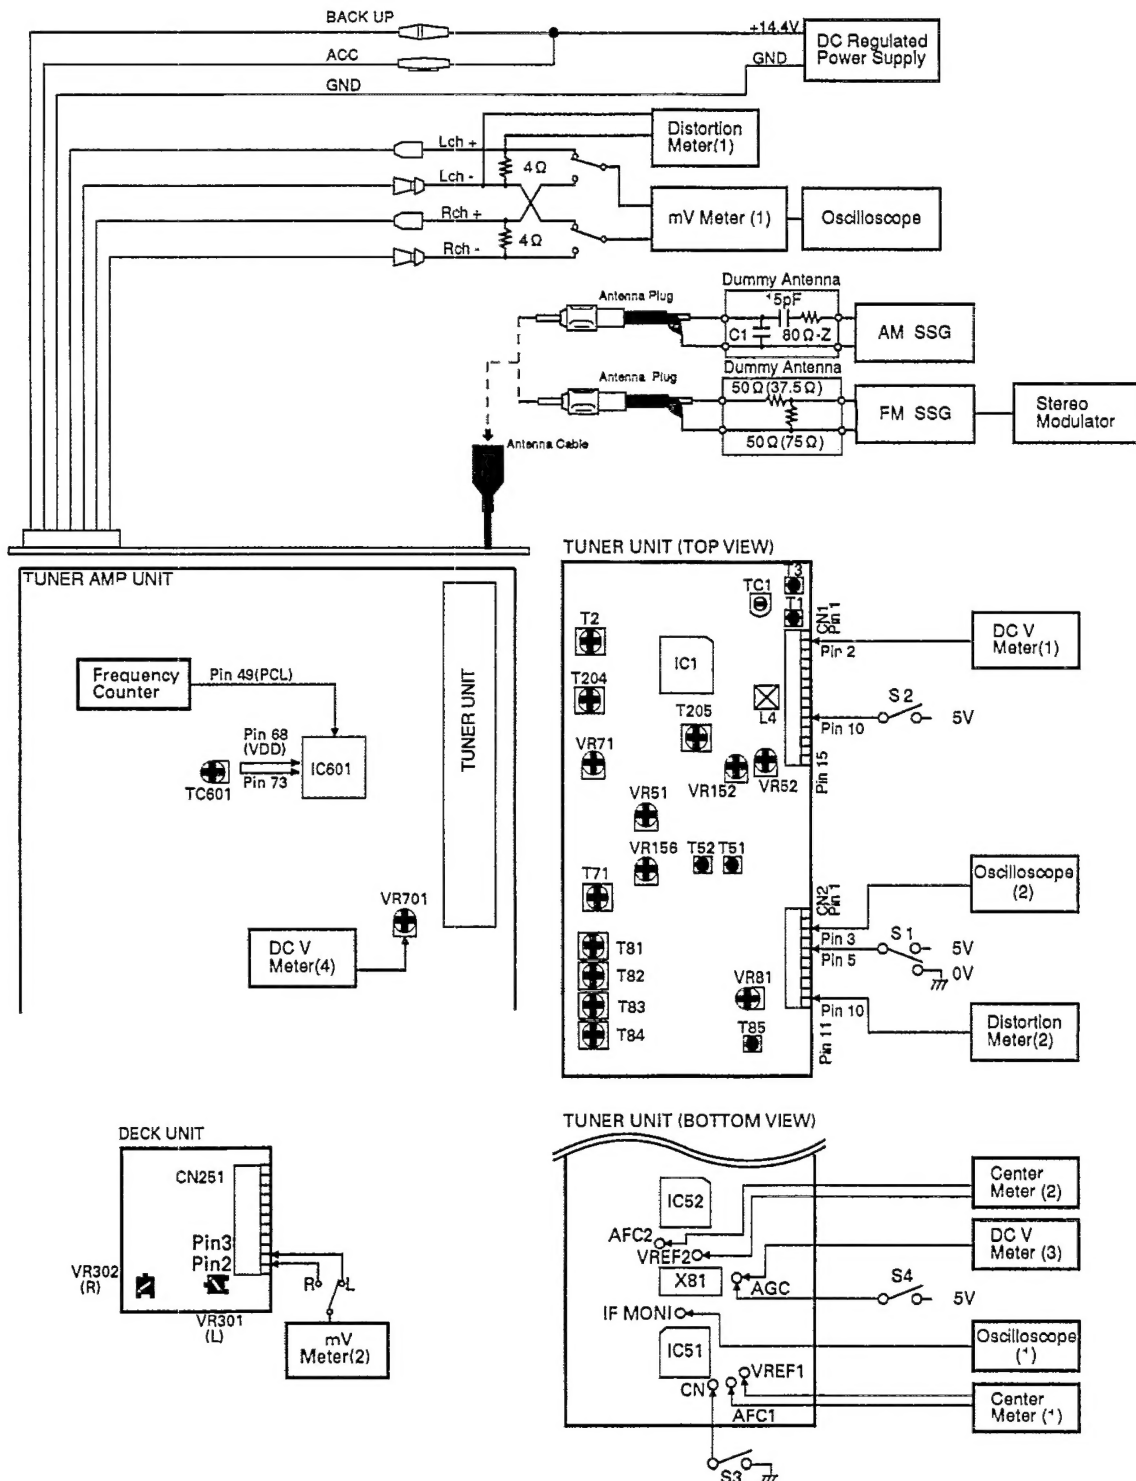 BACK UP
ACC
GND
+14.4V
GND
DC Regulated
Power Supply
Lch +
Lch -
Rch +
Rch -
4Ω
4Ω
Distortion
Meter(1)
mV Meter (1)
Oscilloscope
Antenna Plug
Dummy Antenna
15pF
C1
80Ω-Z
AM SSG
Antenna Plug
Dummy Antenna
50Ω(37.5Ω)
50Ω(75Ω)
FM SSG
Stereo
Modulator
Antenna Cable
TUNER AMP UNIT
Frequency
Counter
Pin 49(PCL)
Pin 68
(VDD)
Pin 73
TC601
IC601
TUNER UNIT
VR701
DC V
Meter(4)
TUNER UNIT (TOP VIEW)
T3
TC1
T1
T2
IC1
T204
T205
L4
VR71
VR152
VR52
VR51
VR156
T52
T51
T71
T81
T82
T83
T84
VR81
T85
CN1
Pin 1
Pin 2
DC V
Meter(1)
S2
5V
Pin 10
Pin 15
CN2
Pin 1
Oscilloscope
(2)
Pin 3
S1
5V
0V
Pin 5
Pin 10
Pin 11
Distortion
Meter(2)
DECK UNIT
CN251
Pin3
Pin2
VR302
(R)
VR301
(L)
R
L
mV
Meter(2)
TUNER UNIT (BOTTOM VIEW)
IC52
AFC2
VREF2
X81
AGC
IF MONI
IC51
CN
VREF1
AFC1
S3
Center
Meter (2)
DC V
Meter (3)
S4
5V
Oscilloscope
(1)
Center
Meter (1)